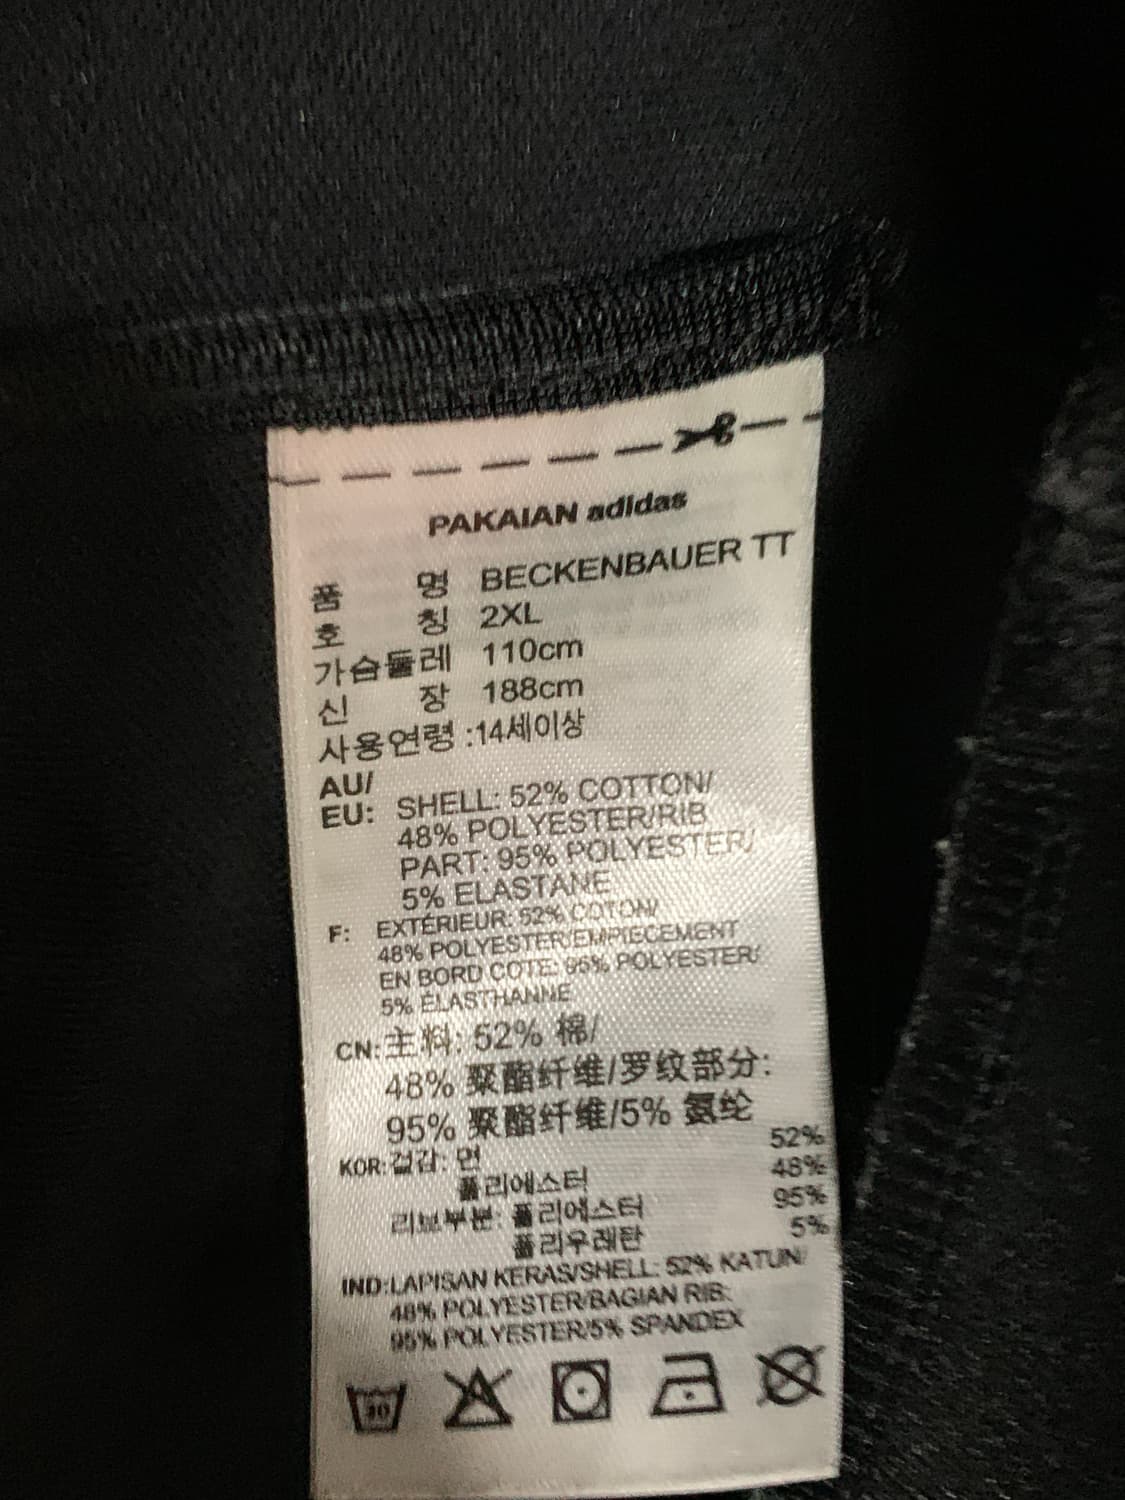 PAKAIAN adidas
품 명 BECKENBAUER TT
호 칭 2XL
가슴둘레 110cm
신 장 188cm
사용연령 :14세이상
AU/
EU: SHELL: 52% COTTON/
48% POLYESTER/RIB
PART: 95% POLYESTER/
5% ELASTANE
F: EXTÉRIEUR: 52% COTON/
48% POLYESTER/EMPIECEMENT
EN BORD COTE: 95% POLYESTER/
5% ÉLASTHANNE
CN: 主料: 52% 棉/
48% 聚酯纤维/罗纹部分:
95% 聚酯纤维/5% 氨纶
KOR: 겉감: 면 52%
폴리에스터 48%
리브부분: 폴리에스터 95%
폴리우레탄 5%
IND: LAPISAN KERAS/SHELL: 52% KATUN/
48% POLYESTER/BAGIAN RIB:
95% POLYESTER/5% SPANDEX
30